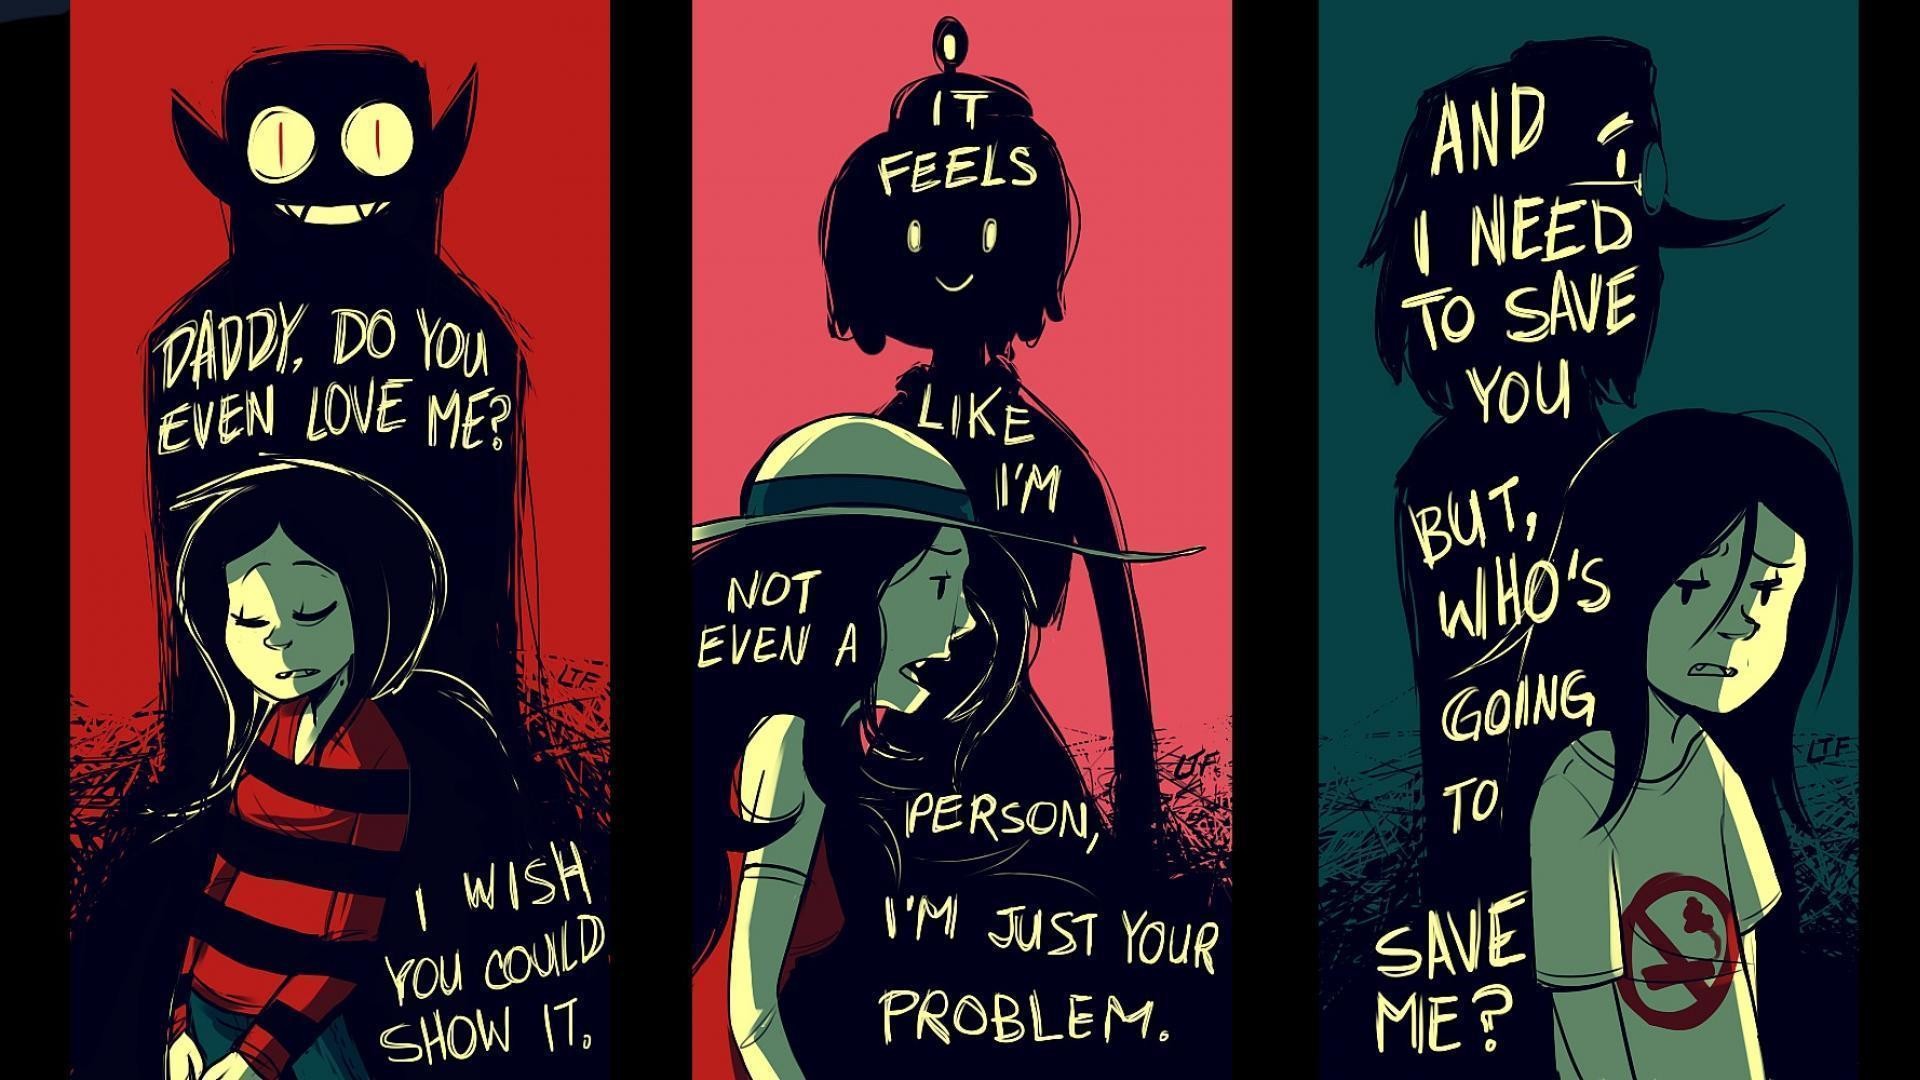 DADDY, DO YOU
EVEN LOVE ME?
I WISH
YOU COULD
SHOW IT.
LTF
IT
FEELS
LIKE
I'M
NOT
EVEN A
PERSON,
I'M JUST YOUR
PROBLEM.
LTF
AND
I NEED
TO SAVE
YOU
BUT,
WHO'S
GOING
TO
SAVE
ME?
LTF